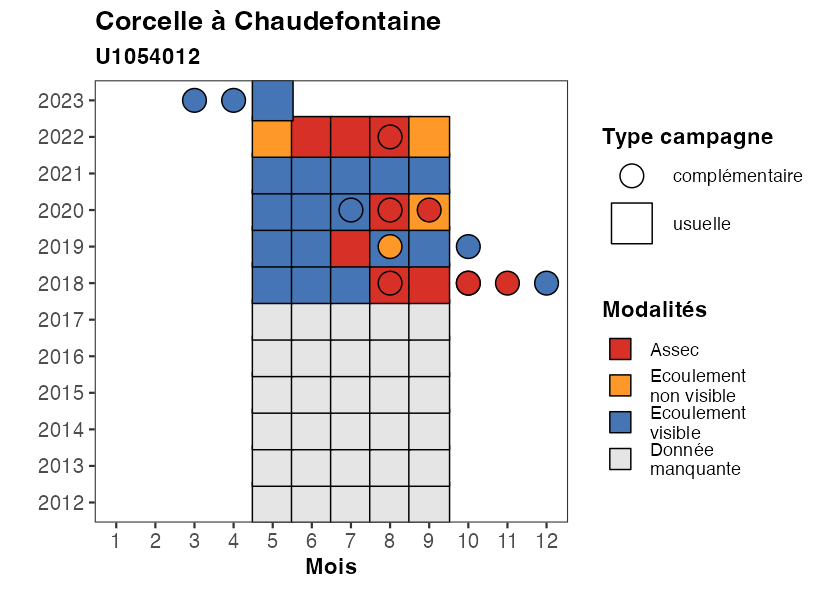 Corcelle à Chaudefontaine
U1054012
2023
2022
2021
2020
2019
2018
2017
2016
2015
2014
2013
2012
1 2 3 4 5 6 7 8 9 10 11 12
Mois
Type campagne
complémentaire
usuelle
Modalités
Assec
Ecoulement
non visible
Ecoulement
visible
Donnée
manquante